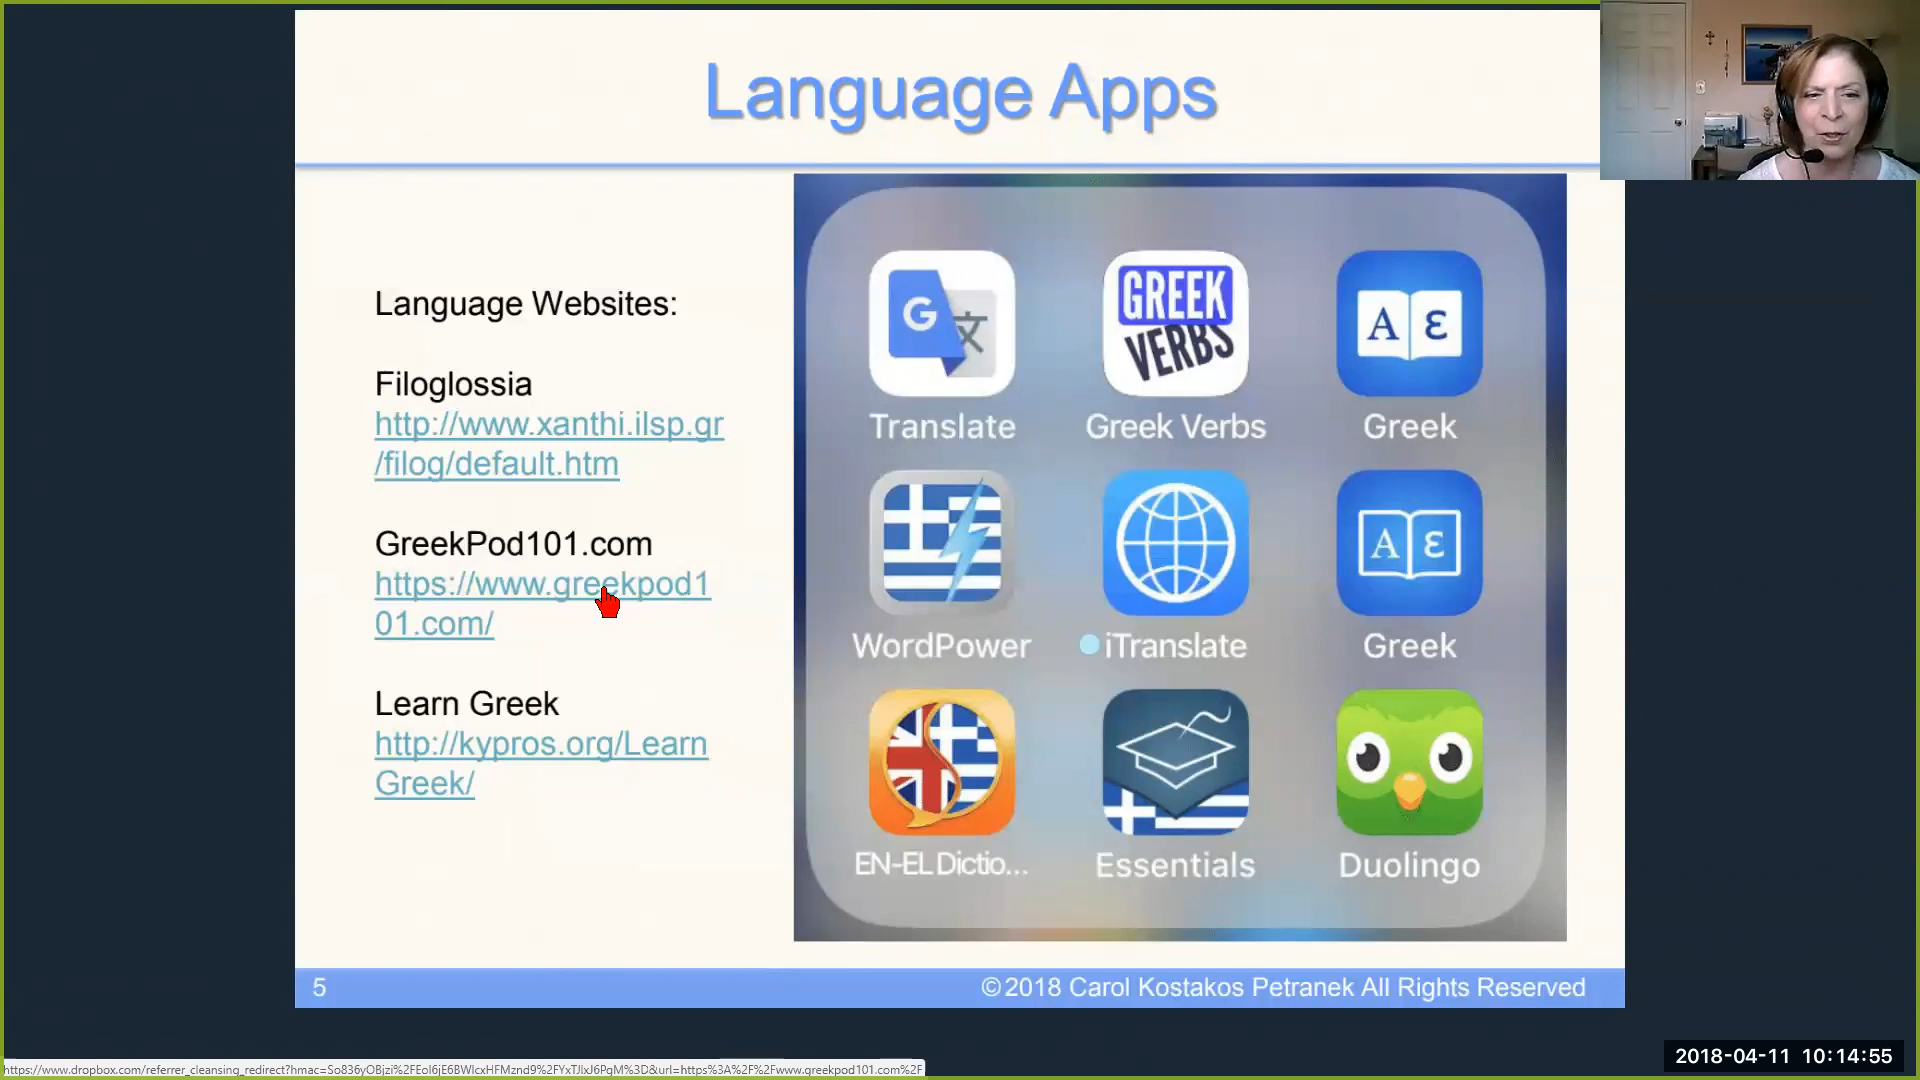 Language Apps
Language Websites:
Filoglossia
http://www.xanthi.ilsp.gr
/filog/default.htm
GreekPod101.com
https://www.greekpod1
01.com/
Learn Greek
http://kypros.org/Learn
Greek/
G 文
GREEK
VERBS
A ε
Translate
Greek Verbs
Greek
A ε
WordPower
iTranslate
Greek
EN-EL Dictio...
Essentials
Duolingo
5
©2018 Carol Kostakos Petranek All Rights Reserved
2018-04-11 10:14:55